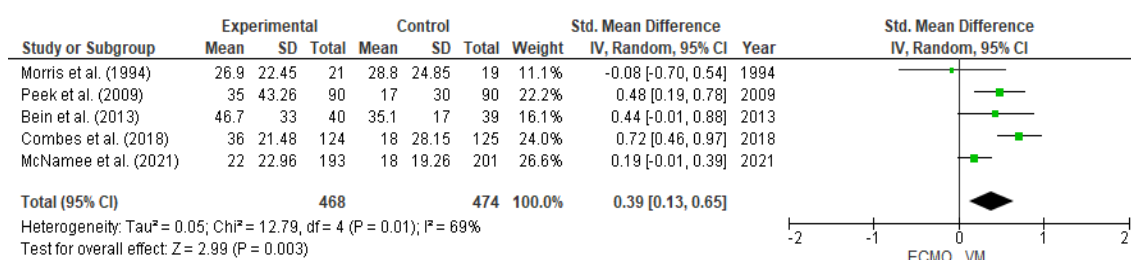 Experimental Control Std. Mean Difference Std. Mean Difference
Study or Subgroup Mean SD Total Mean SD Total Weight IV, Random, 95% CI Year IV, Random, 95% CI
Morris et al. (1994) 26.9 22.45 21 28.8 24.85 19 11.1% -0.08 [-0.70, 0.54] 1994
Peek et al. (2009) 35 43.26 90 17 30 90 22.2% 0.48 [0.19, 0.78] 2009
Bein et al. (2013) 46.7 33 40 35.1 17 39 16.1% 0.44 [-0.01, 0.88] 2013
Combes et al. (2018) 36 21.48 124 18 28.15 125 24.0% 0.72 [0.46, 0.97] 2018
McNamee et al. (2021) 22 22.96 193 18 19.26 201 26.6% 0.19 [-0.01, 0.39] 2021
Total (95% CI) 468 474 100.0% 0.39 [0.13, 0.65]
Heterogeneity: Tau² = 0.05; Chi² = 12.79, df = 4 (P = 0.01); I² = 69%
Test for overall effect: Z = 2.99 (P = 0.003)
-2 -1 0 1 2
ECMO VM